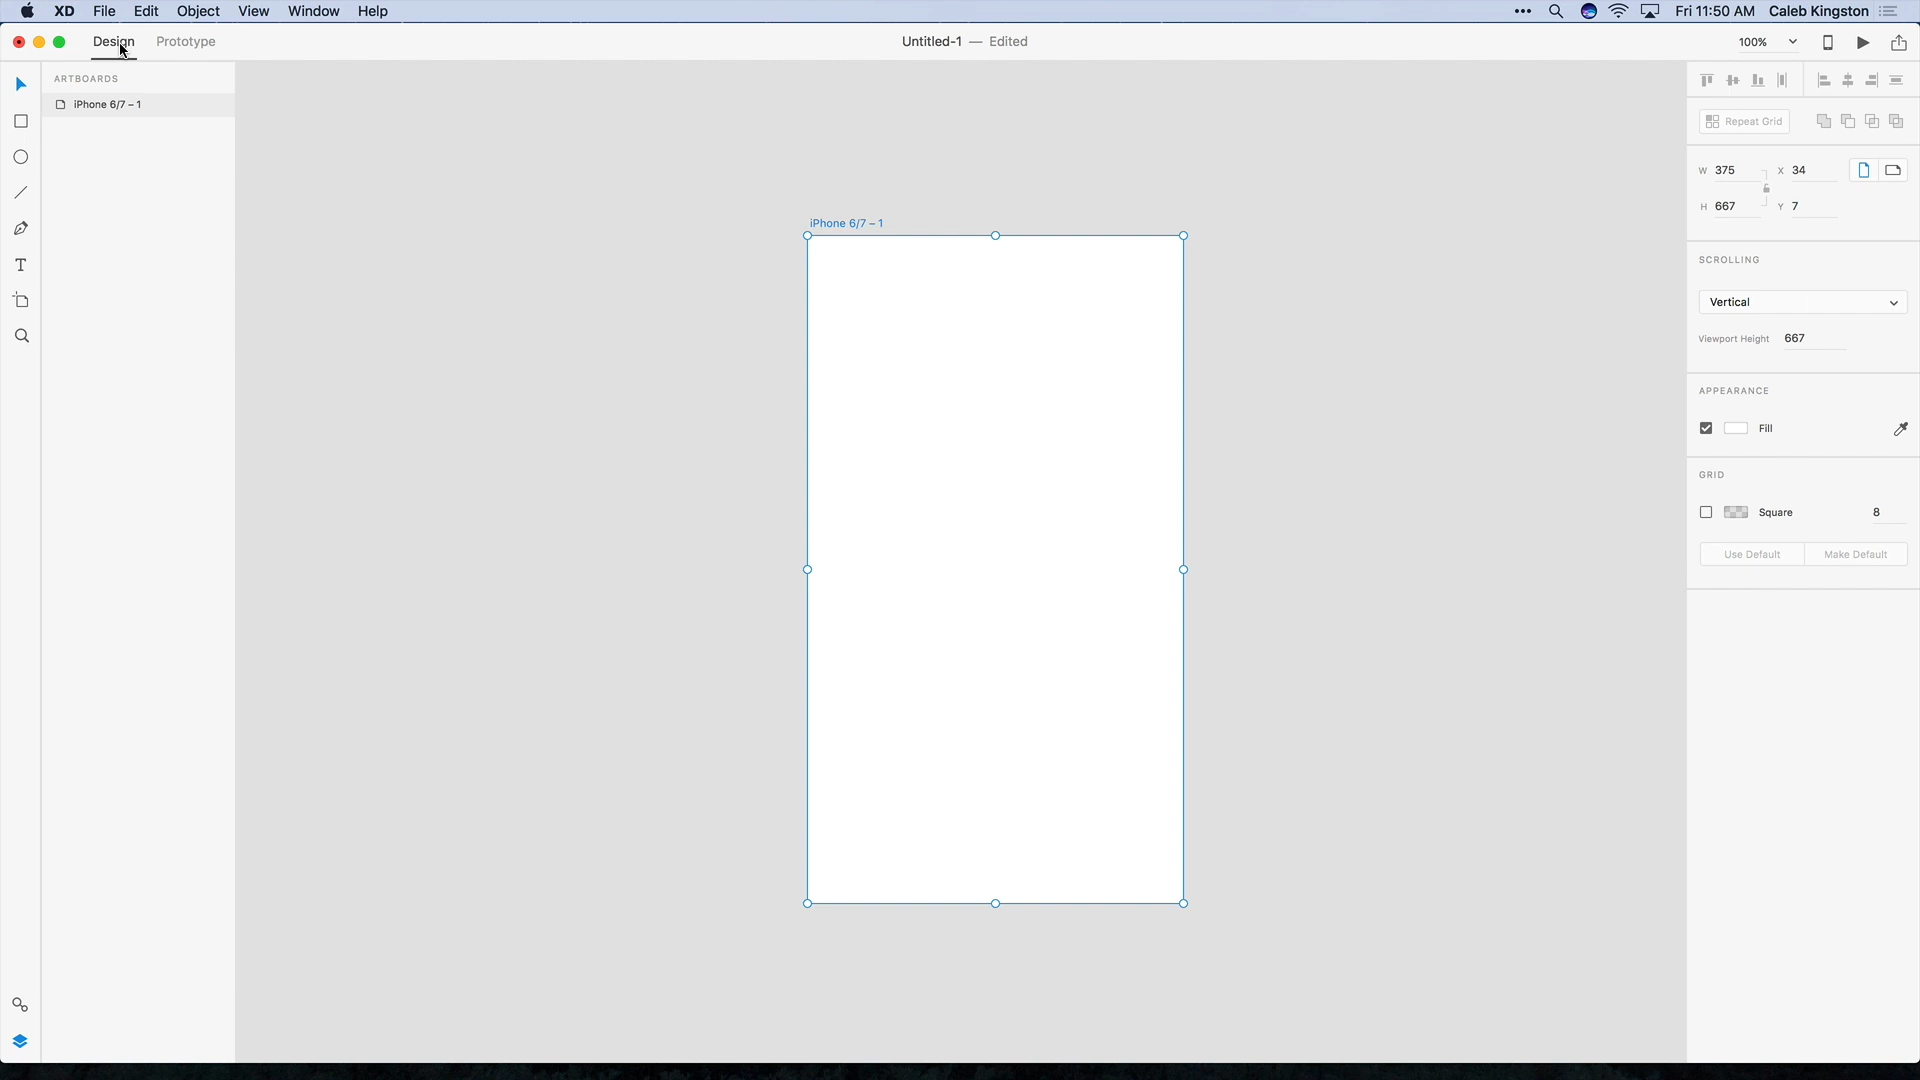 XD File Edit Object View Window Help
Fri 11:50 AM Caleb Kingston
Design Prototype
Untitled-1 — Edited
100%
ARTBOARDS
iPhone 6/7 – 1
iPhone 6/7 – 1
Repeat Grid
W 375 X 34
H 667 Y 7
SCROLLING
Vertical
Viewport Height 667
APPEARANCE
Fill
GRID
Square 8
Use Default Make Default